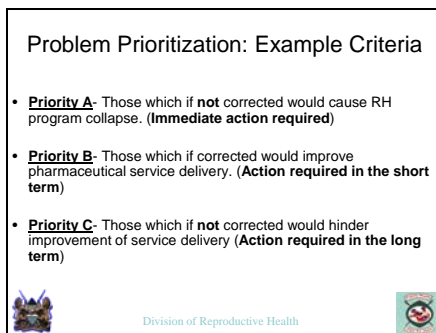 Problem Prioritization: Example Criteria
• Priority A- Those which if not corrected would cause RH
program collapse. (Immediate action required)
• Priority B- Those which if corrected would improve
pharmaceutical service delivery. (Action required in the short
term)
• Priority C- Those which if not corrected would hinder
improvement of service delivery (Action required in the long
term)
Division of Reproductive Health